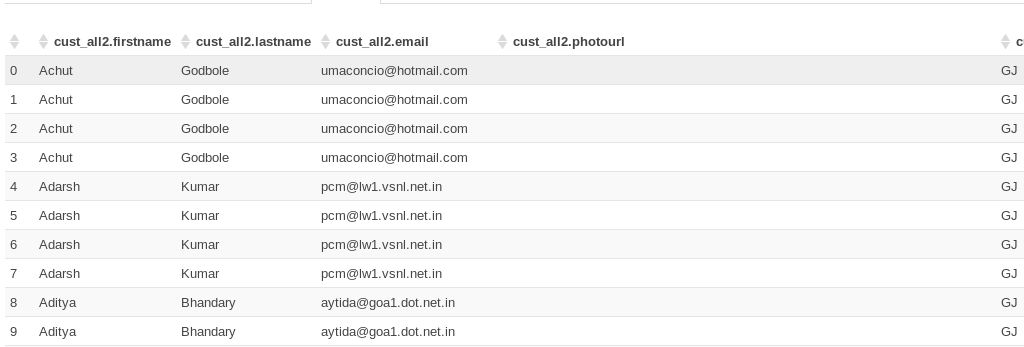 cust_all2.firstname cust_all2.lastname cust_all2.email cust_all2.photourl
0 Achut Godbole umaconcio@hotmail.com GJ
1 Achut Godbole umaconcio@hotmail.com GJ
2 Achut Godbole umaconcio@hotmail.com GJ
3 Achut Godbole umaconcio@hotmail.com GJ
4 Adarsh Kumar pcm@lw1.vsnl.net.in GJ
5 Adarsh Kumar pcm@lw1.vsnl.net.in GJ
6 Adarsh Kumar pcm@lw1.vsnl.net.in GJ
7 Adarsh Kumar pcm@lw1.vsnl.net.in GJ
8 Aditya Bhandary aytida@goa1.dot.net.in GJ
9 Aditya Bhandary aytida@goa1.dot.net.in GJ